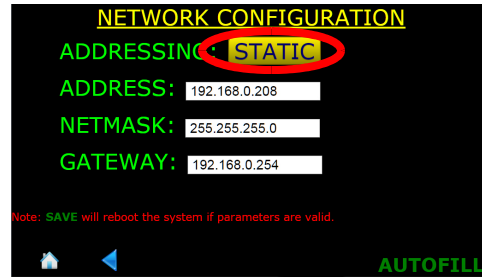 NETWORK CONFIGURATION
ADDRESSING: STATIC
ADDRESS: 192.168.0.208
NETMASK: 255.255.255.0
GATEWAY: 192.168.0.254
Note: SAVE will reboot the system if parameters are valid.
AUTOFILL